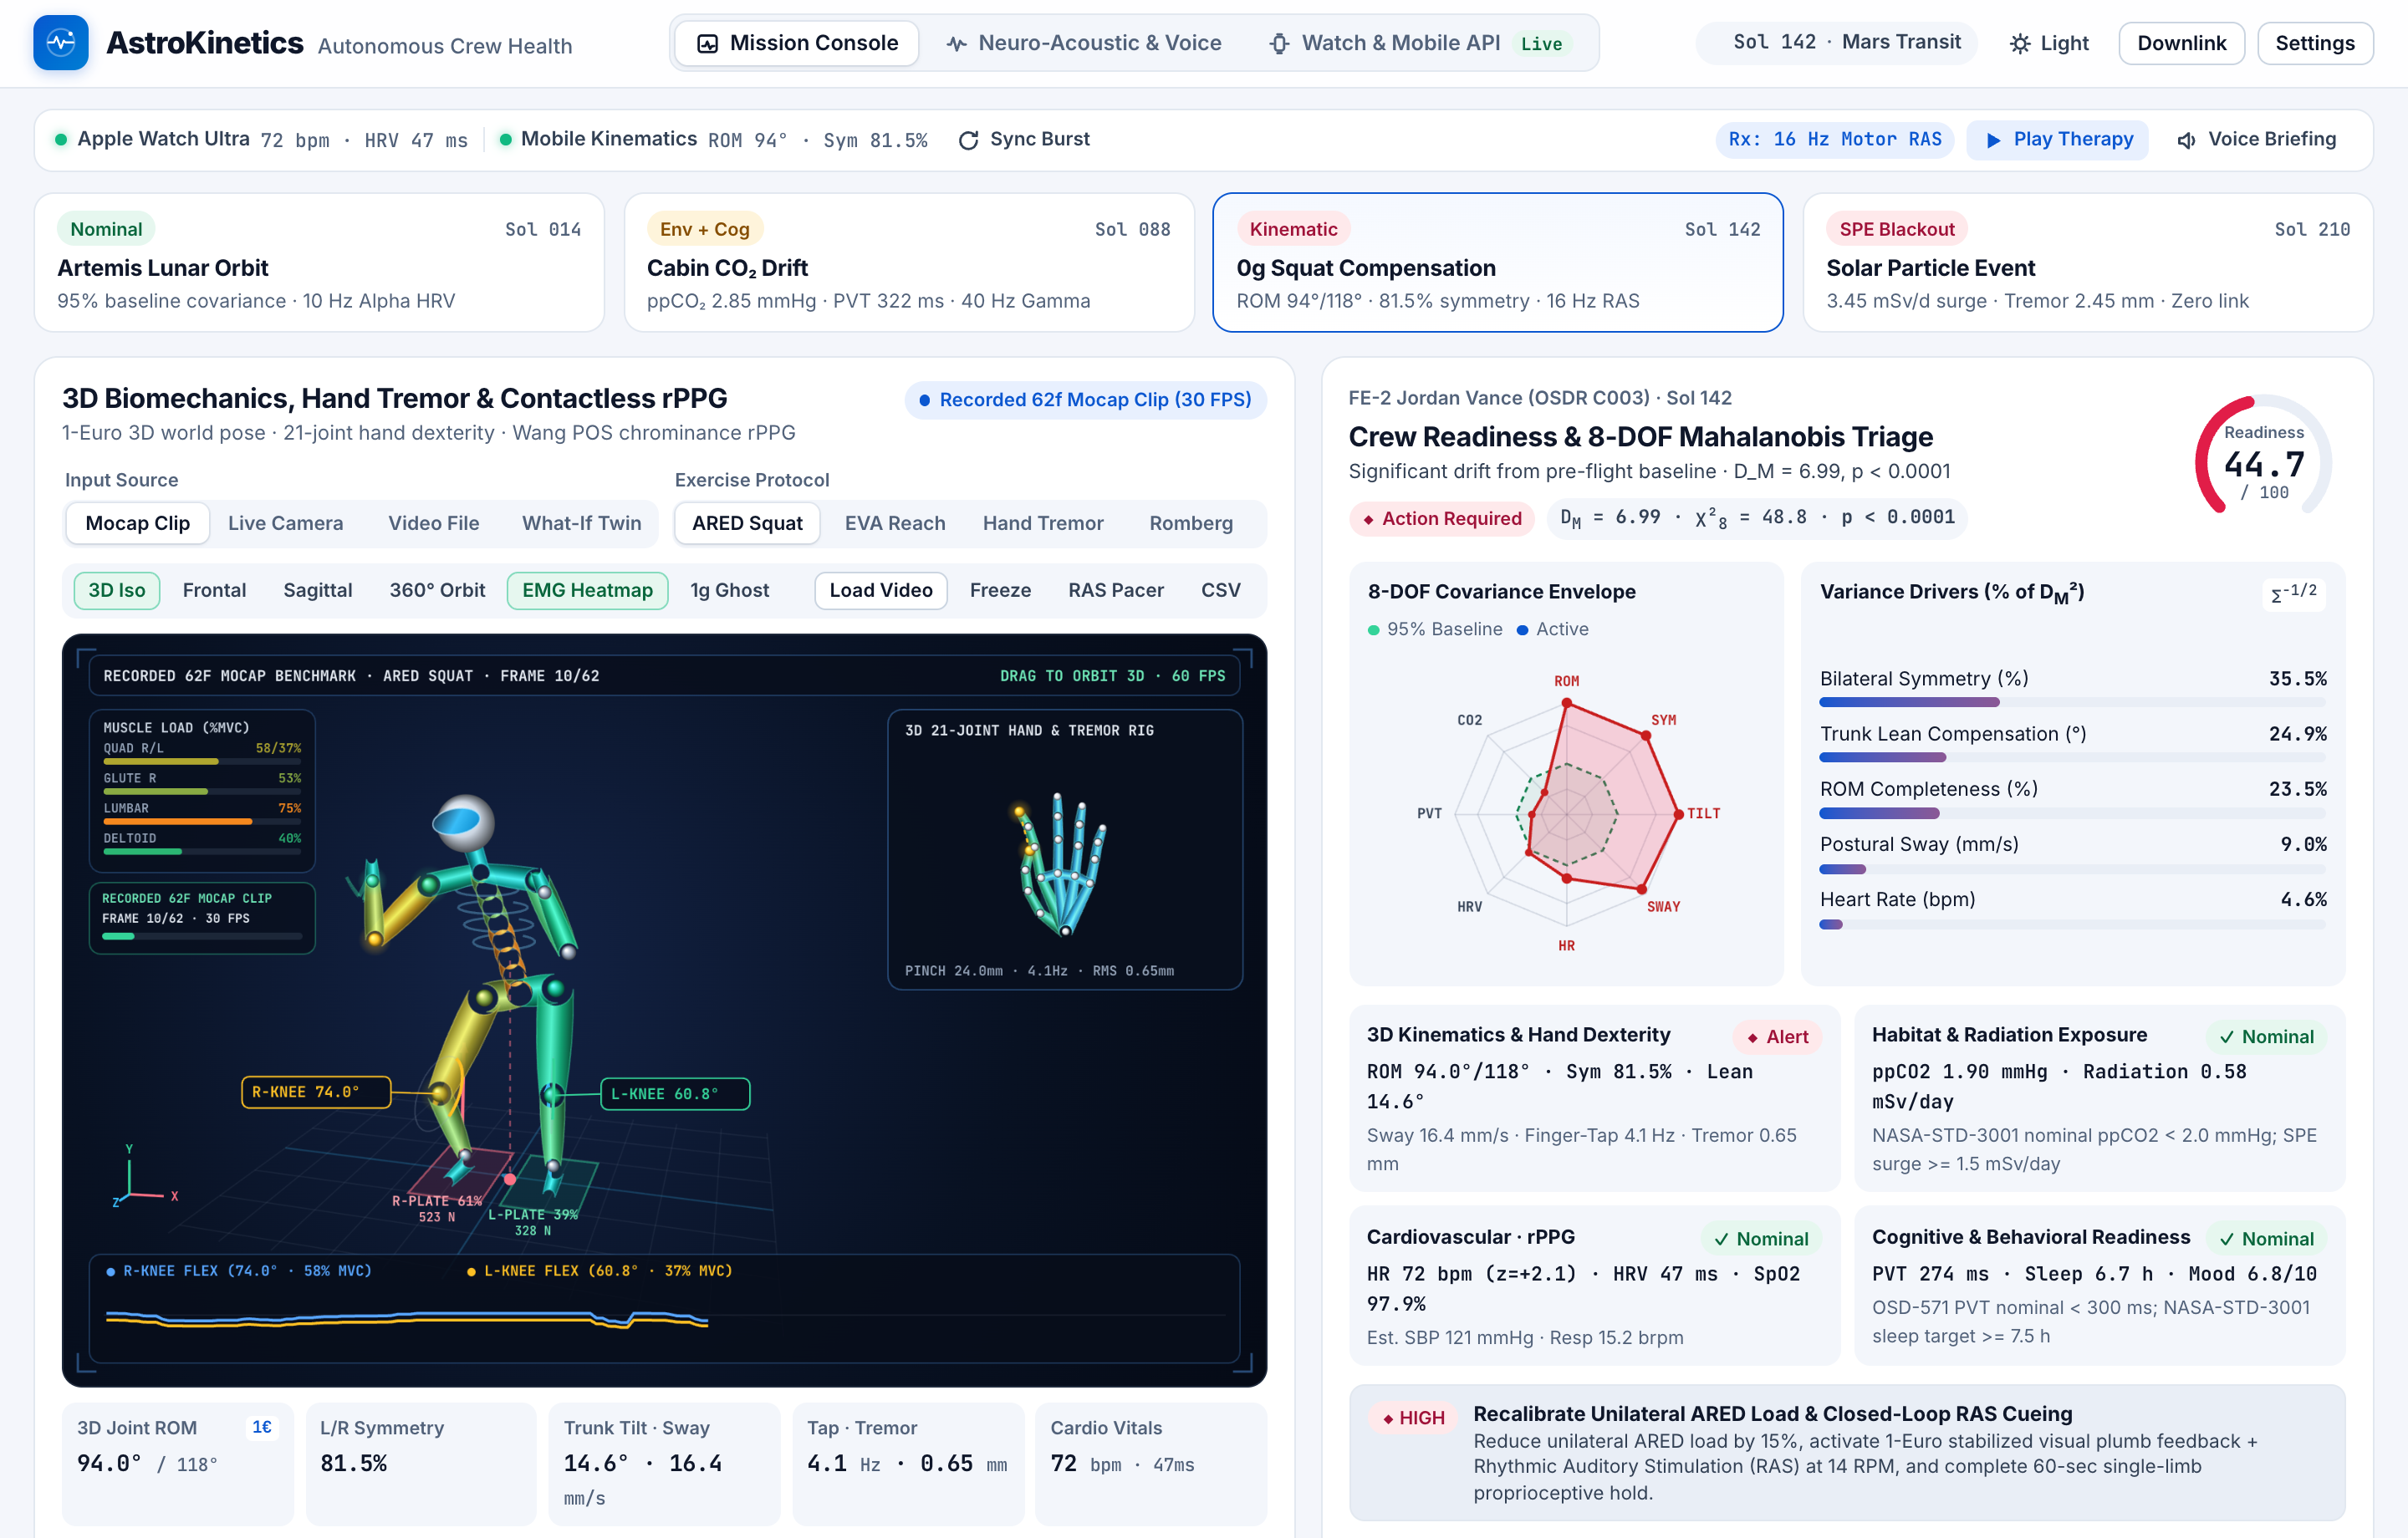 AstroKinetics Autonomous Crew Health
Mission Console Neuro-Acoustic & Voice Watch & Mobile API Live
Sol 142 · Mars Transit Light Downlink Settings
Apple Watch Ultra 72 bpm · HRV 47 ms Mobile Kinematics ROM 94° · Sym 81.5% Sync Burst
Rx: 16 Hz Motor RAS Play Therapy Voice Briefing
Nominal Sol 014
Artemis Lunar Orbit
95% baseline covariance · 10 Hz Alpha HRV
Env + Cog Sol 088
Cabin CO₂ Drift
ppCO₂ 2.85 mmHg · PVT 322 ms · 40 Hz Gamma
Kinematic Sol 142
0g Squat Compensation
ROM 94°/118° · 81.5% symmetry · 16 Hz RAS
SPE Blackout Sol 210
Solar Particle Event
3.45 mSv/d surge · Tremor 2.45 mm · Zero link
3D Biomechanics, Hand Tremor & Contactless rPPG
1-Euro 3D world pose · 21-joint hand dexterity · Wang POS chrominance rPPG
Recorded 62f Mocap Clip (30 FPS)
Input Source
Mocap Clip Live Camera Video File What-If Twin
Exercise Protocol
ARED Squat EVA Reach Hand Tremor Romberg
3D Iso Frontal Sagittal 360° Orbit EMG Heatmap 1g Ghost Load Video Freeze RAS Pacer CSV
RECORDED 62F MOCAP BENCHMARK · ARED SQUAT · FRAME 10/62
DRAG TO ORBIT 3D · 60 FPS
MUSCLE LOAD (%MVC)
QUAD R/L 58/37%
GLUTE R 53%
LUMBAR 75%
DELTOID 40%
RECORDED 62F MOCAP CLIP
FRAME 10/62 · 30 FPS
3D 21-JOINT HAND & TREMOR RIG
PINCH 24.0mm · 4.1Hz · RMS 0.65mm
R-KNEE 74.0°
L-KNEE 60.8°
Y
Z X
R-PLATE 61%
523 N
L-PLATE 39%
328 N
R-KNEE FLEX (74.0° · 58% MVC)
L-KNEE FLEX (60.8° · 37% MVC)
3D Joint ROM 1€
94.0° / 118°
L/R Symmetry
81.5%
Trunk Tilt · Sway
14.6° · 16.4
mm/s
Tap · Tremor
4.1 Hz · 0.65 mm
Cardio Vitals
72 bpm · 47ms
FE-2 Jordan Vance (OSDR C003) · Sol 142
Crew Readiness & 8-DOF Mahalanobis Triage
Significant drift from pre-flight baseline · D_M = 6.99, p < 0.0001
Action Required
D_M = 6.99 · χ²₈ = 48.8 · p < 0.0001
Readiness
44.7
/ 100
8-DOF Covariance Envelope
95% Baseline Active
ROM
SYM
TILT
SWAY
HR
HRV
PVT
CO2
Variance Drivers (% of D_M²)
Σ^-1/2
Bilateral Symmetry (%) 35.5%
Trunk Lean Compensation (°) 24.9%
ROM Completeness (%) 23.5%
Postural Sway (mm/s) 9.0%
Heart Rate (bpm) 4.6%
3D Kinematics & Hand Dexterity Alert
ROM 94.0°/118° · Sym 81.5% · Lean
14.6°
Sway 16.4 mm/s · Finger-Tap 4.1 Hz · Tremor 0.65
mm
Habitat & Radiation Exposure Nominal
ppCO2 1.90 mmHg · Radiation 0.58
mSv/day
NASA-STD-3001 nominal ppCO2 < 2.0 mmHg; SPE
surge >= 1.5 mSv/day
Cardiovascular · rPPG Nominal
HR 72 bpm (z=+2.1) · HRV 47 ms · SpO2
97.9%
Est. SBP 121 mmHg · Resp 15.2 brpm
Cognitive & Behavioral Readiness Nominal
PVT 274 ms · Sleep 6.7 h · Mood 6.8/10
OSD-571 PVT nominal < 300 ms; NASA-STD-3001
sleep target >= 7.5 h
HIGH
Recalibrate Unilateral ARED Load & Closed-Loop RAS Cueing
Reduce unilateral ARED load by 15%, activate 1-Euro stabilized visual plumb feedback +
Rhythmic Auditory Stimulation (RAS) at 14 RPM, and complete 60-sec single-limb
proprioceptive hold.